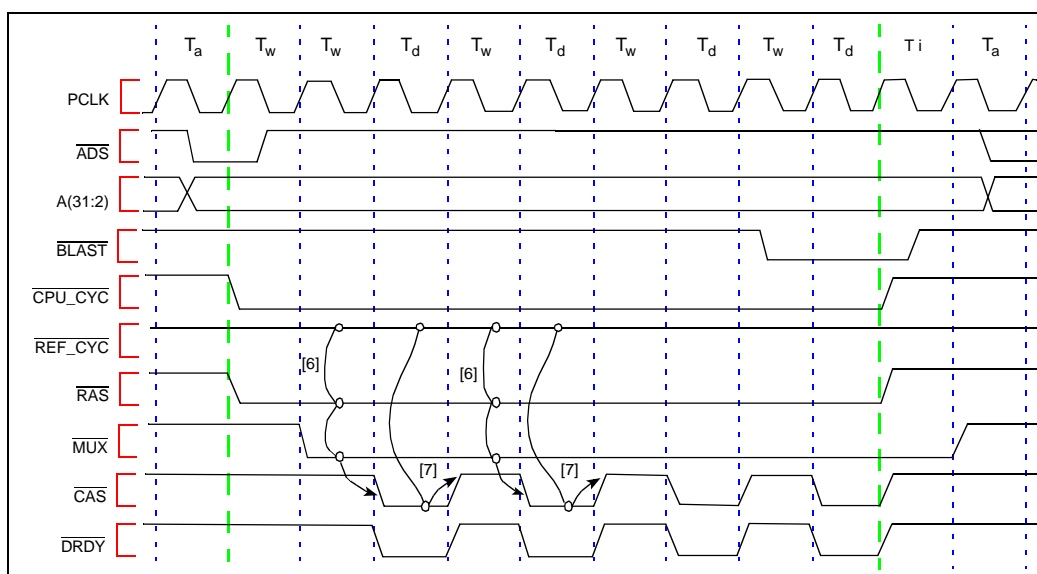 Ta Tw Tw Td Tw Td Tw Td Tw Td Ti Ta
PCLK
ADS
A(31:2)
BLAST
CPU_CYC
REF_CYC
[6] [6]
RAS
MUX
[7] [7]
CAS
DRDY